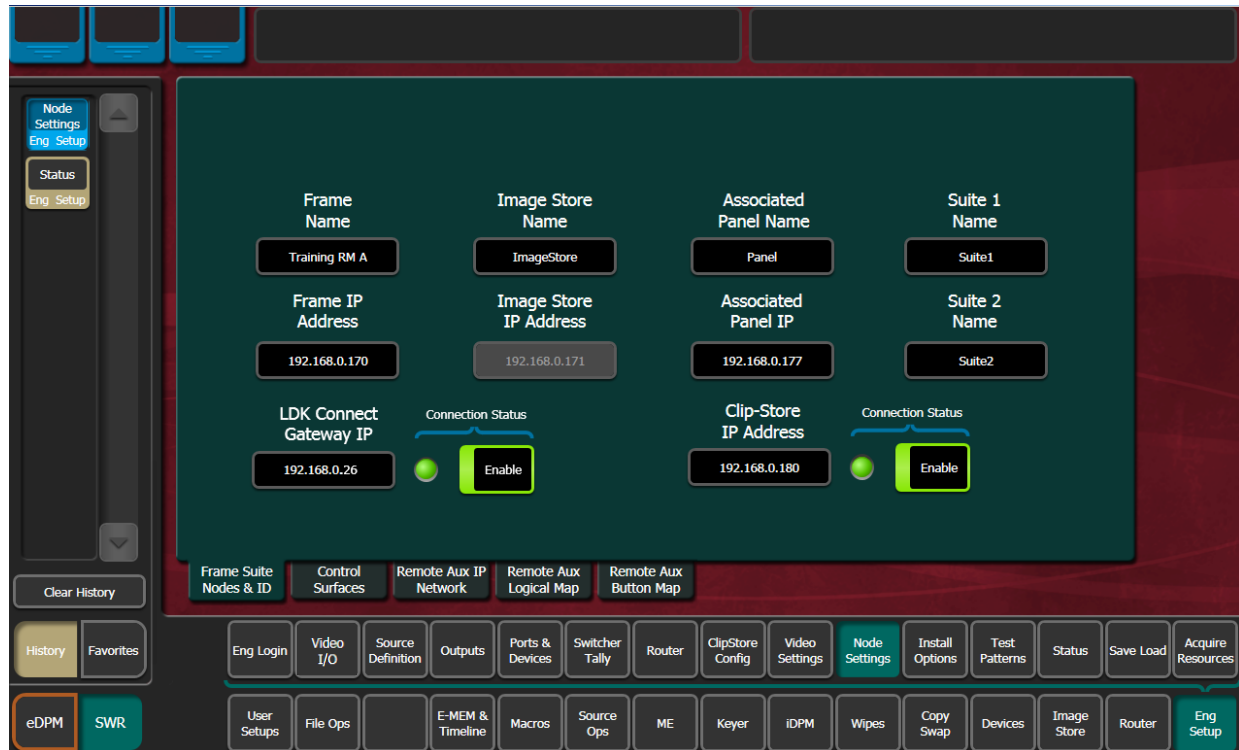 Node
Settings
Eng Setup
Status
Eng Setup
Frame
Name
Image Store
Name
Associated
Panel Name
Suite 1
Name
Training RM A
ImageStore
Panel
Suite1
Frame IP
Address
Image Store
IP Address
Associated
Panel IP
Suite 2
Name
192.168.0.170
192.168.0.171
192.168.0.177
Suite2
LDK Connect
Gateway IP
Connection Status
Clip-Store
IP Address
Connection Status
192.168.0.26
Enable
192.168.0.180
Enable
Frame Suite
Nodes & ID
Control
Surfaces
Remote Aux IP
Network
Remote Aux
Logical Map
Remote Aux
Button Map
Clear History
History
Favorites
Eng Login
Video
I/O
Source
Definition
Outputs
Ports &
Devices
Switcher
Tally
Router
ClipStore
Config
Video
Settings
Node
Settings
Install
Options
Test
Patterns
Status
Save Load
Acquire
Resources
eDPM
SWR
User
Setups
File Ops
E-MEM &
Timeline
Macros
Source
Ops
ME
Keyer
iDPM
Wipes
Copy
Swap
Devices
Image
Store
Router
Eng
Setup